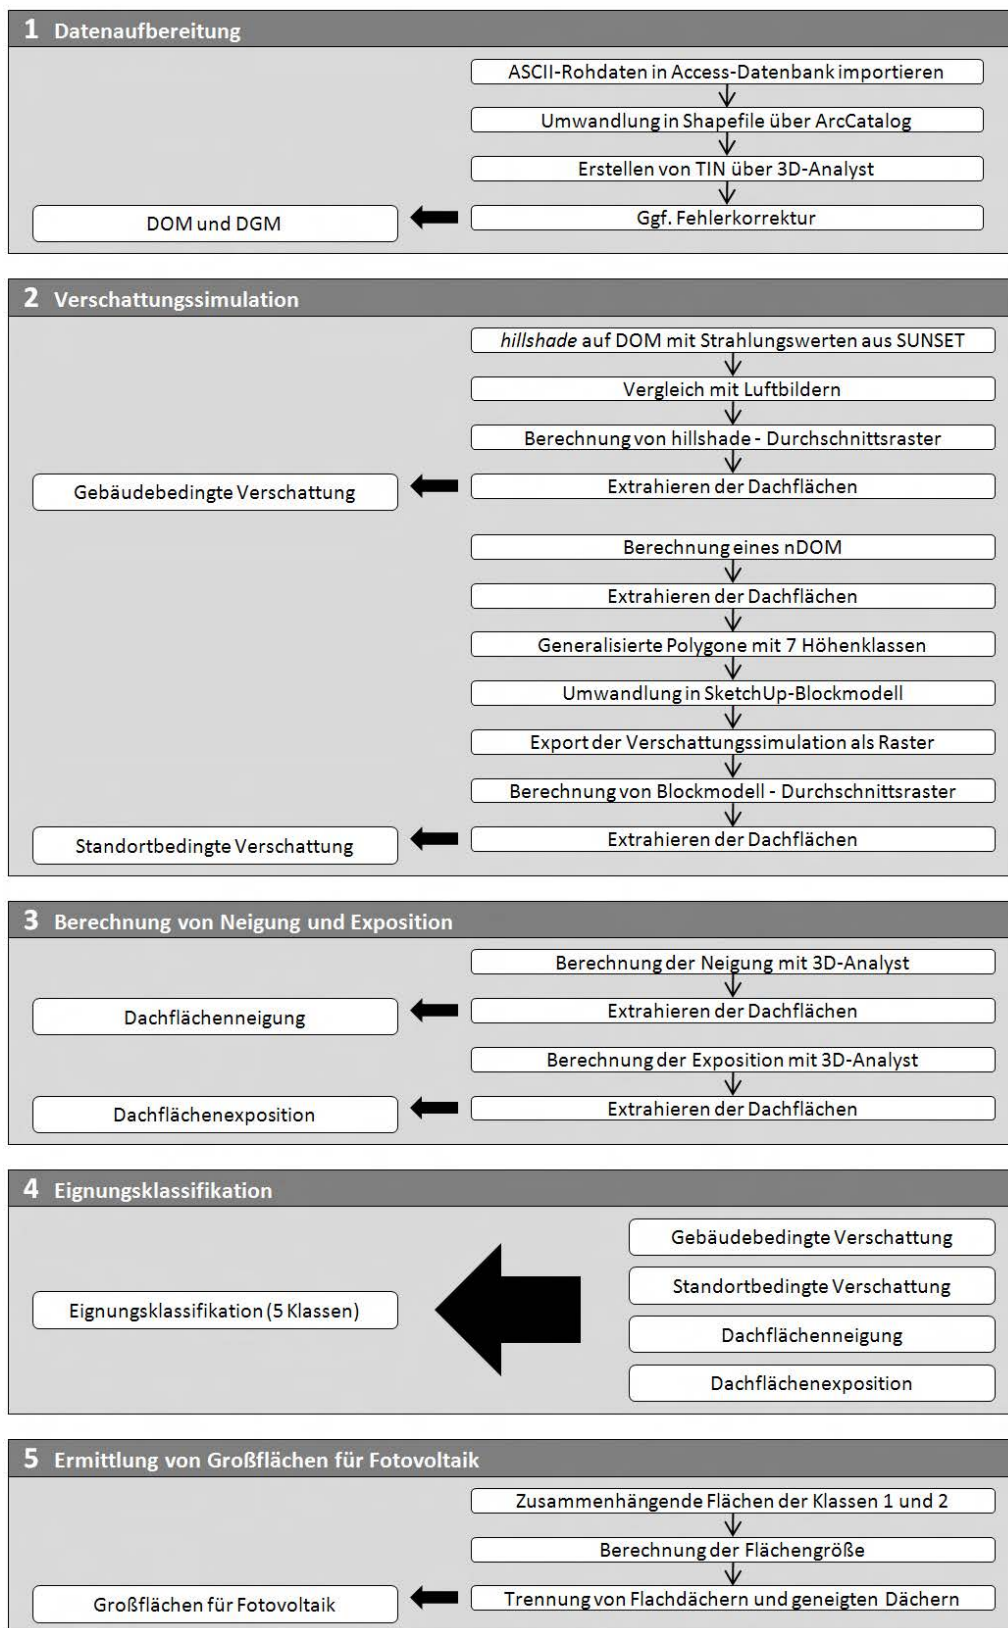 1 Datenaufbereitung
ASCII-Rohdaten in Access-Datenbank importieren
Umwandlung in Shapefile über ArcCatalog
Erstellen von TIN über 3D-Analyst
Ggf. Fehlerkorrektur
DOM und DGM
2 Verschattungssimulation
hillshade auf DOM mit Strahlungswerten aus SUNSET
Vergleich mit Luftbildern
Berechnung von hillshade - Durchschnittsraster
Extrahieren der Dachflächen
Gebäudebedingte Verschattung
Berechnung eines nDOM
Extrahieren der Dachflächen
Generalisierte Polygone mit 7 Höhenklassen
Umwandlung in SketchUp-Blockmodell
Export der Verschattungssimulation als Raster
Berechnung von Blockmodell - Durchschnittsraster
Extrahieren der Dachflächen
Standortbedingte Verschattung
3 Berechnung von Neigung und Exposition
Berechnung der Neigung mit 3D-Analyst
Extrahieren der Dachflächen
Dachflächenneigung
Berechnung der Exposition mit 3D-Analyst
Extrahieren der Dachflächen
Dachflächenexposition
4 Eignungsklassifikation
Gebäudebedingte Verschattung
Standortbedingte Verschattung
Dachflächenneigung
Dachflächenexposition
Eignungsklassifikation (5 Klassen)
5 Ermittlung von Großflächen für Fotovoltaik
Zusammenhängende Flächen der Klassen 1 und 2
Berechnung der Flächengröße
Trennung von Flachdächern und geneigten Dächern
Großflächen für Fotovoltaik